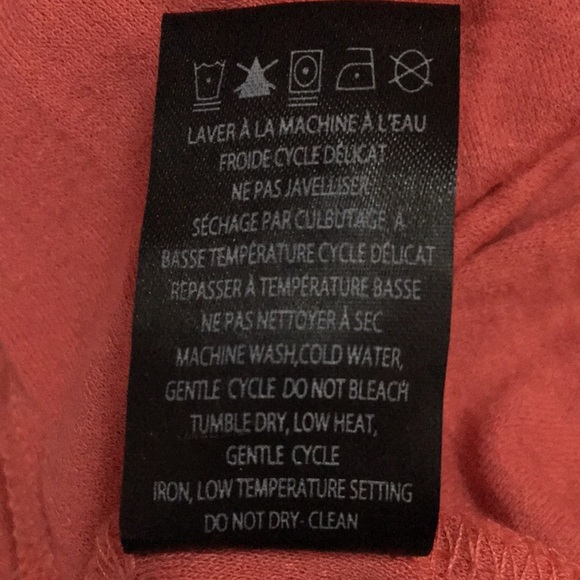 LAVER À LA MACHINE À L'EAU
FROIDE CYCLE DÉLICAT
NE PAS JAVELLISER
SÉCHAGE PAR CULBUTAGE À
BASSE TEMPÉRATURE CYCLE DÉLICAT
REPASSER À TEMPÉRATURE BASSE
NE PAS NETTOYER À SEC
MACHINE WASH,COLD WATER,
GENTLE CYCLE DO NOT BLEACH
TUMBLE DRY, LOW HEAT,
GENTLE CYCLE
IRON, LOW TEMPERATURE SETTING
DO NOT DRY- CLEAN